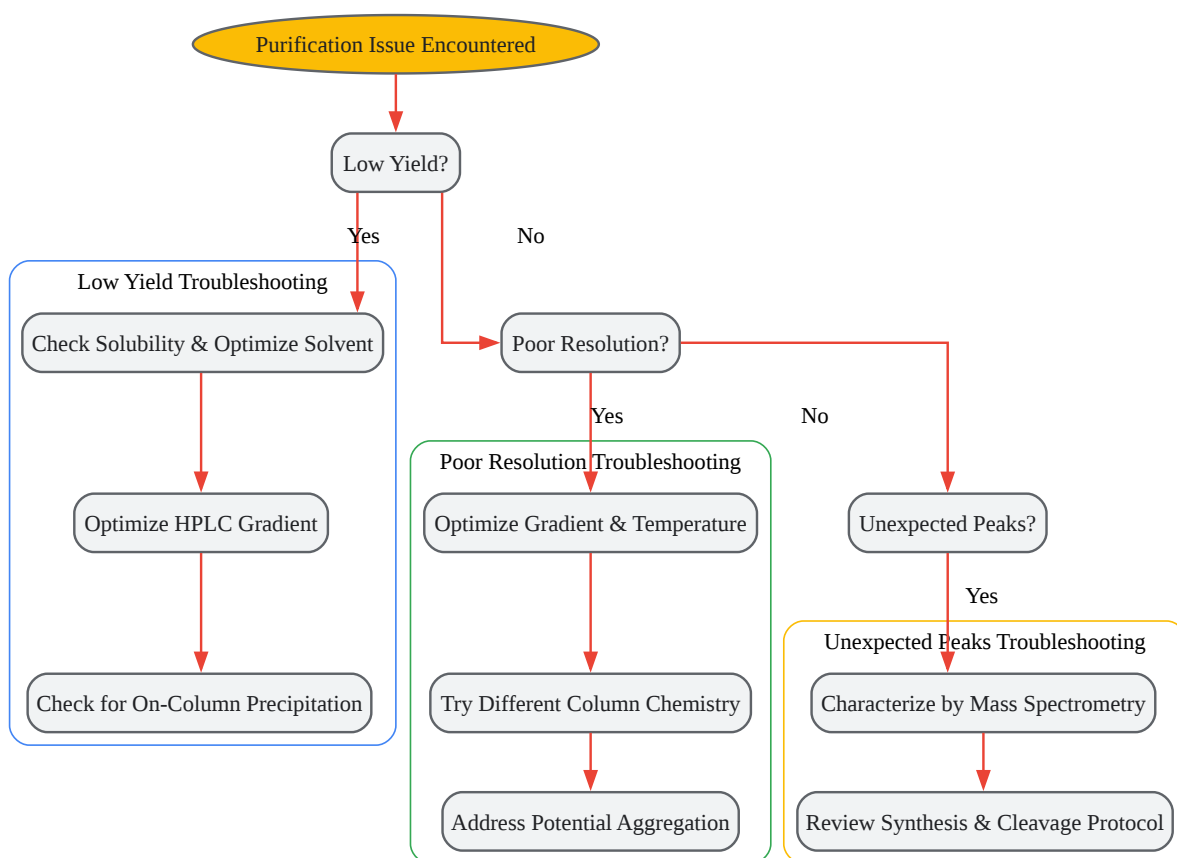 Purification Issue Encountered
Low Yield?
Yes
No
Low Yield Troubleshooting
Check Solubility & Optimize Solvent
Poor Resolution?
Yes
No
Poor Resolution Troubleshooting
Optimize HPLC Gradient
Optimize Gradient & Temperature
Unexpected Peaks?
Yes
Unexpected Peaks Troubleshooting
Check for On-Column Precipitation
Try Different Column Chemistry
Characterize by Mass Spectrometry
Address Potential Aggregation
Review Synthesis & Cleavage Protocol